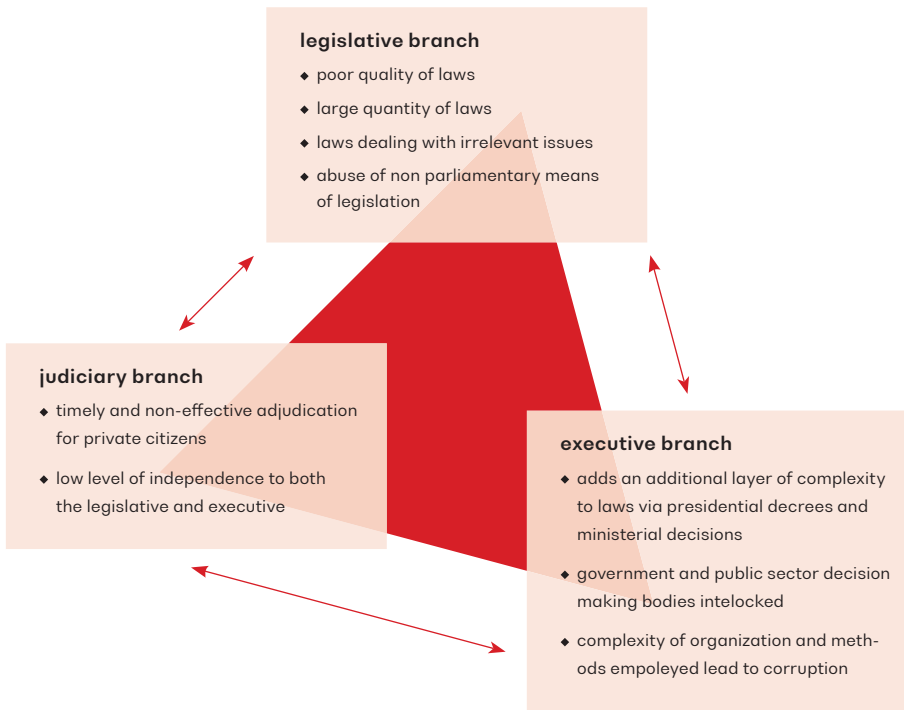 legislative branch
◆ poor quality of laws
◆ large quantity of laws
◆ laws dealing with irrelevant issues
◆ abuse of non parliamentary means
of legislation
judiciary branch
◆ timely and non-effective adjudication
for private citizens
◆ low level of independence to both
the legislative and executive
executive branch
◆ adds an additional layer of complexity
to laws via presidential decrees and
ministerial decisions
◆ government and public sector decision
making bodies intelocked
◆ complexity of organization and meth-
ods empoleyed lead to corruption